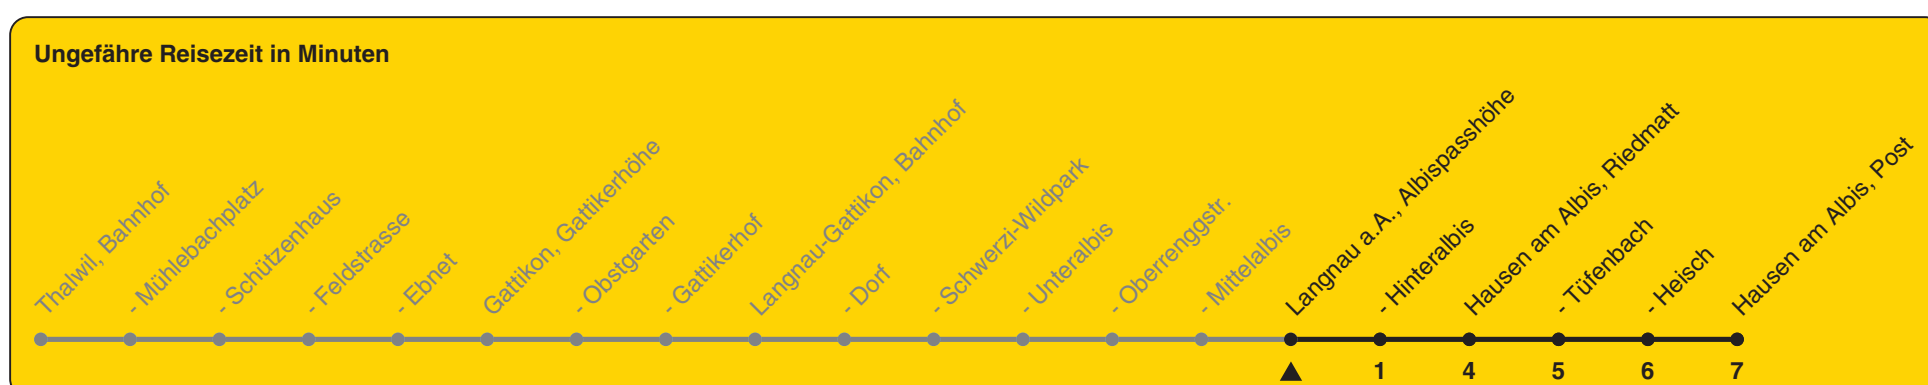 Ungefähre Reisezeit in Minuten
Thalwil, Bahnhof
- Mühlebachplatz
- Schützenhaus
- Feldstrasse
- Ebnet
Gattikon, Gattikerhöhe
- Obstgarten
- Gattikerhof
Langnau-Gattikon, Bahnhof
- Dorf
- Schwerzi-Wildpark
- Unteralbis
- Oberrenggstr.
- Mittelalbis
Langnau a.A., Albispasshöhe
- Hinteralbis
Hausen am Albis, Riedmatt
- Tüfenbach
- Heisch
Hausen am Albis, Post
1 4 5 6 7